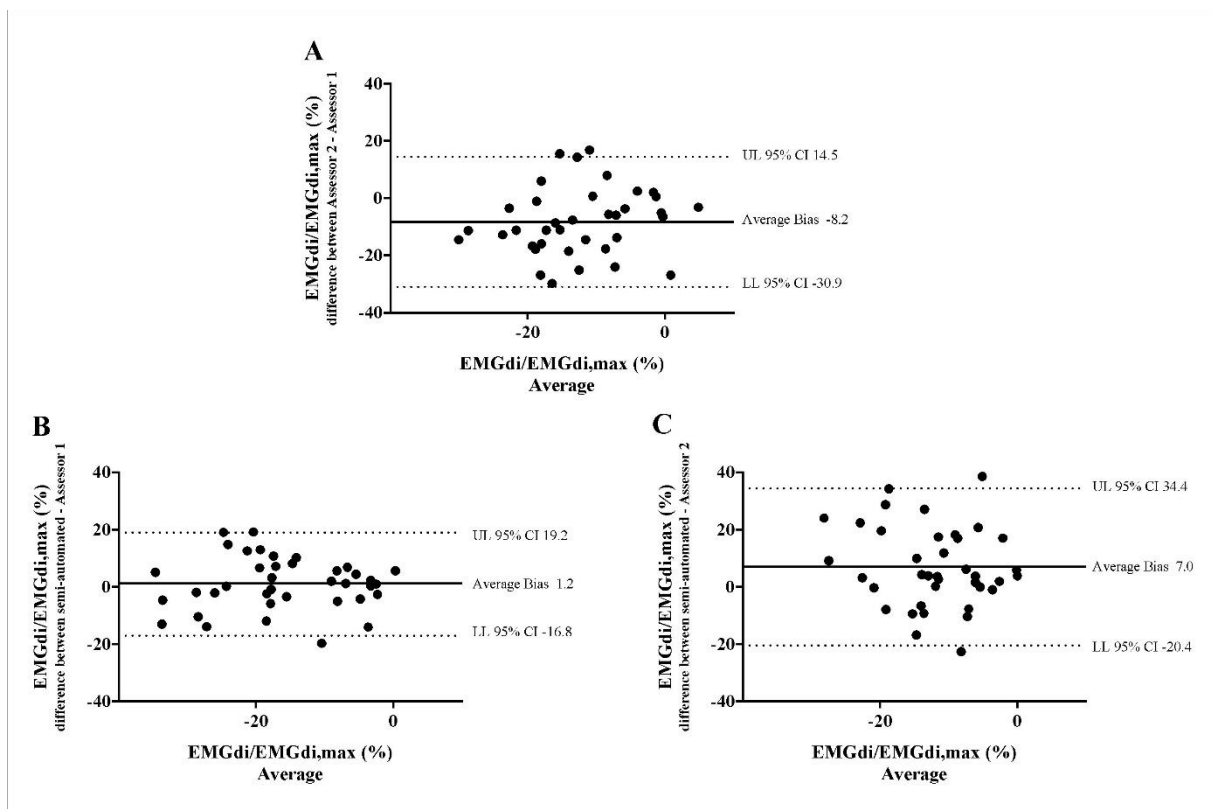 A
EMGdi/EMGdi,max (%)
difference between Assessor 2 - Assessor 1
40
20
0
-20
-40
UL 95% CI 14.5
Average Bias -8.2
LL 95% CI -30.9
-20
0
EMGdi/EMGdi,max (%)
Average
B
EMGdi/EMGdi,max (%)
difference between semi-automated - Assessor 1
40
20
0
-20
-40
UL 95% CI 19.2
Average Bias 1.2
LL 95% CI -16.8
-20
0
EMGdi/EMGdi,max (%)
Average
C
EMGdi/EMGdi,max (%)
difference between semi-automated - Assessor 2
40
20
0
-20
-40
UL 95% CI 34.4
Average Bias 7.0
LL 95% CI -20.4
-20
0
EMGdi/EMGdi,max (%)
Average